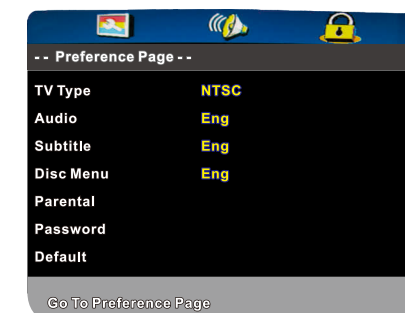 -- Preference Page --
TV Type NTSC
Audio Eng
Subtitle Eng
Disc Menu Eng
Parental
Password
Default
Go To Preference Page